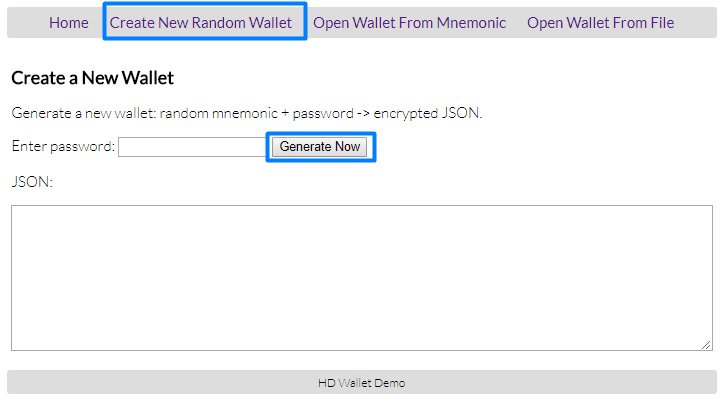 Home Create New Random Wallet Open Wallet From Mnemonic Open Wallet From File
Create a New Wallet
Generate a new wallet: random mnemonic + password -> encrypted JSON.
Enter password: Generate Now
JSON:
HD Wallet Demo